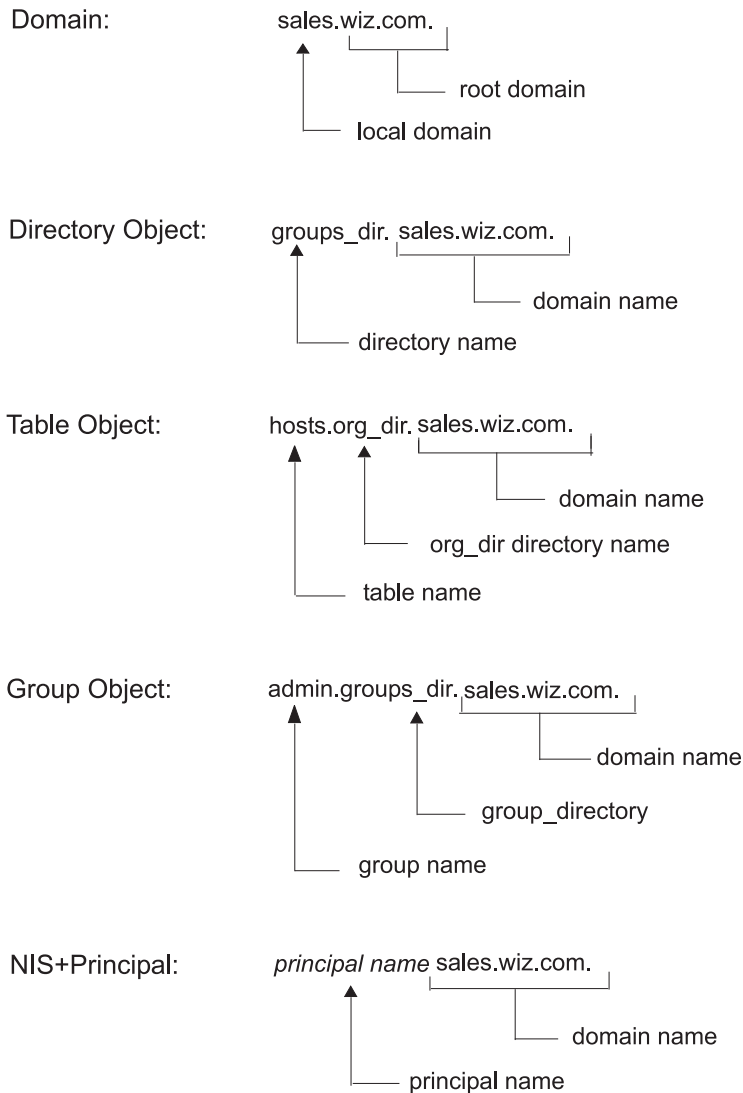 Domain: sales.wiz.com.
root domain
local domain
Directory Object: groups_dir. sales.wiz.com.
domain name
directory name
Table Object: hosts.org_dir. sales.wiz.com.
domain name
org_dir directory name
table name
Group Object: admin.groups_dir. sales.wiz.com.
domain name
group_directory
group name
NIS+Principal: principal name sales.wiz.com.
domain name
principal name